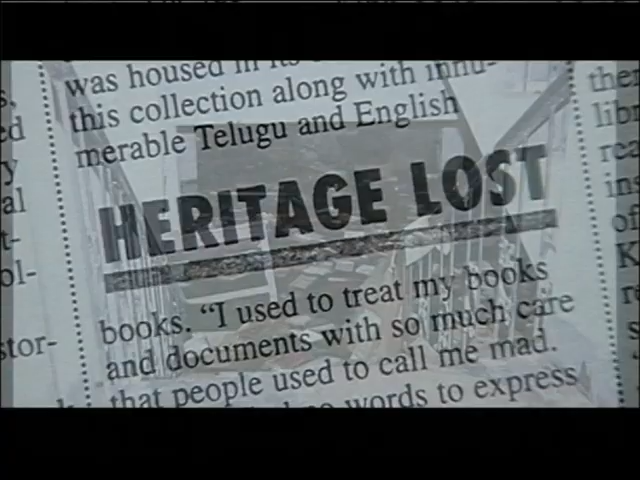 was housed in its
this collection along with innu-
merable Telugu and English
HERITAGE LOST
books. "I used to treat my books
and documents with so much care
that people used to call me mad.
words to express